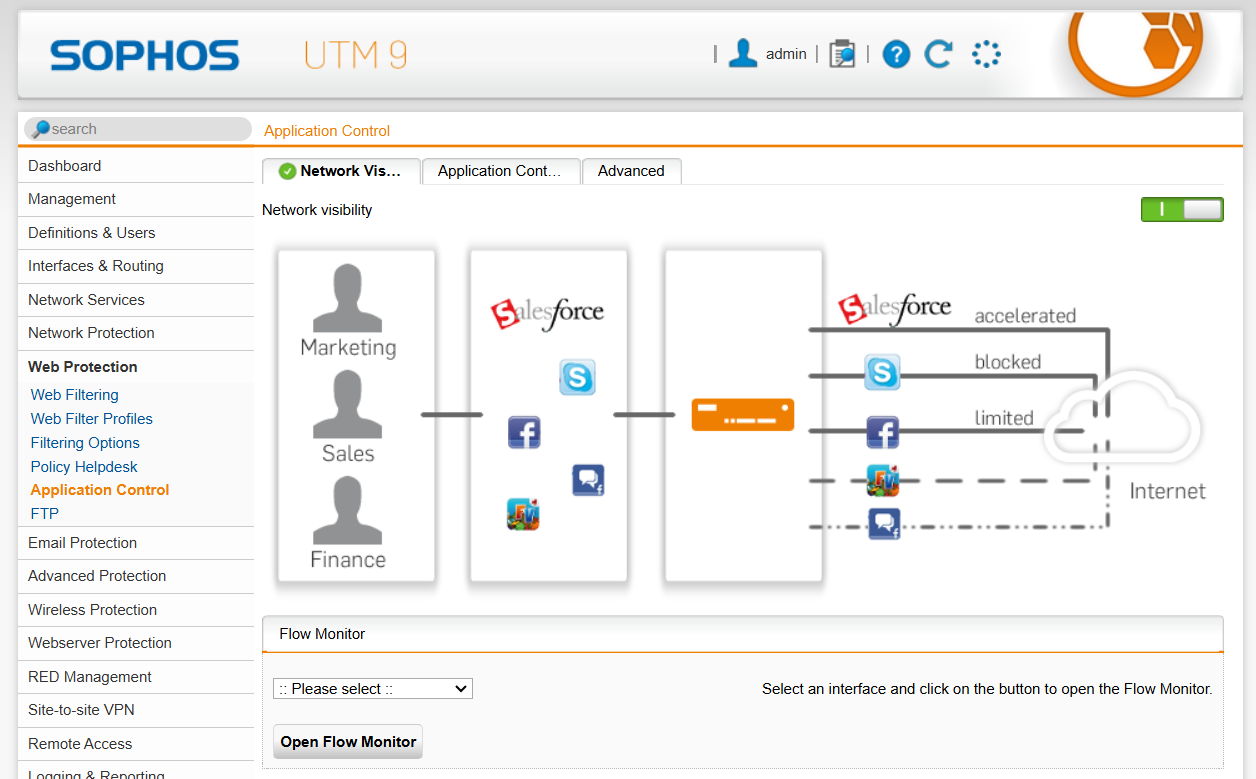 SOPHOS UTM 9 | admin | | ?
search
Application Control
Dashboard
Management
Definitions & Users
Interfaces & Routing
Network Services
Network Protection
Web Protection
Web Filtering
Web Filter Profiles
Filtering Options
Policy Helpdesk
Application Control
FTP
Email Protection
Advanced Protection
Wireless Protection
Webserver Protection
RED Management
Site-to-site VPN
Remote Access
Logging & Reporting
Network Vis... Application Cont... Advanced
Network visibility
Marketing
Sales
Finance
Salesforce
S
f
f
FV
Salesforce
accelerated
S
blocked
f
limited
FV
f
Internet
Flow Monitor
:: Please select ::
Select an interface and click on the button to open the Flow Monitor.
Open Flow Monitor